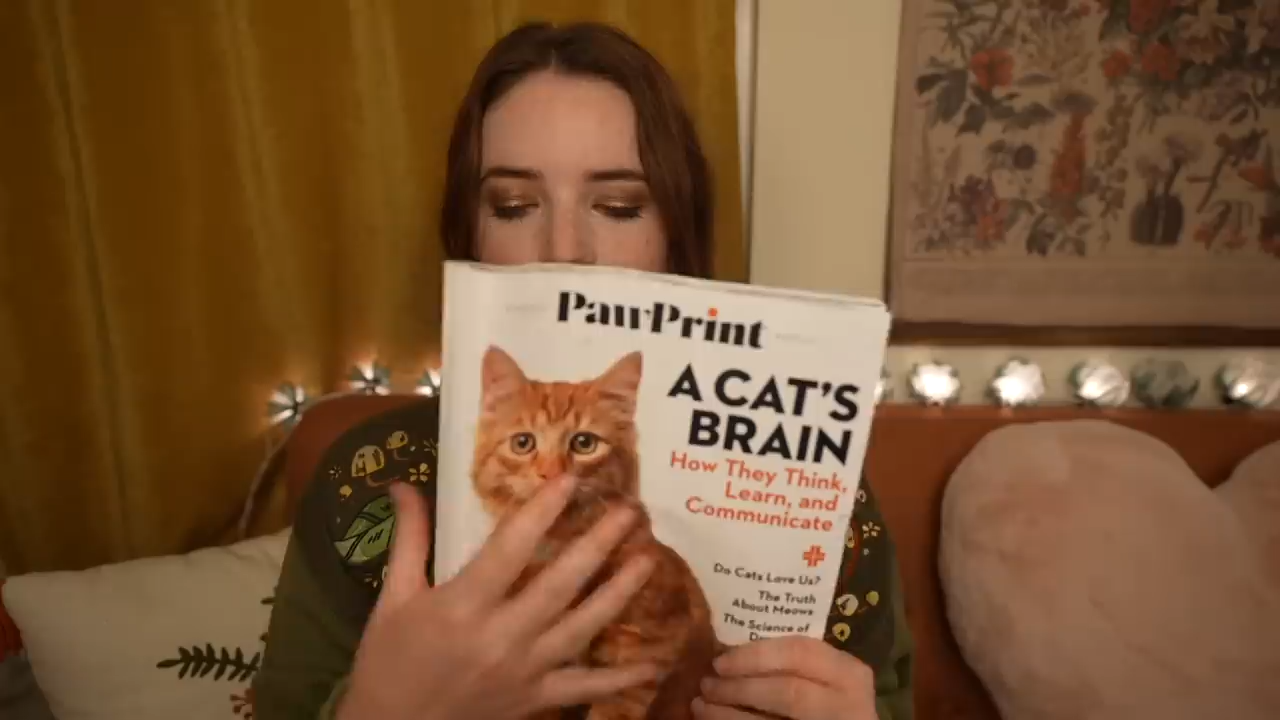 PawPrint
A CAT'S
BRAIN
How They Think,
Learn, and
Communicate
Do Cats Love Us?
The Truth
About Meows
The Science of